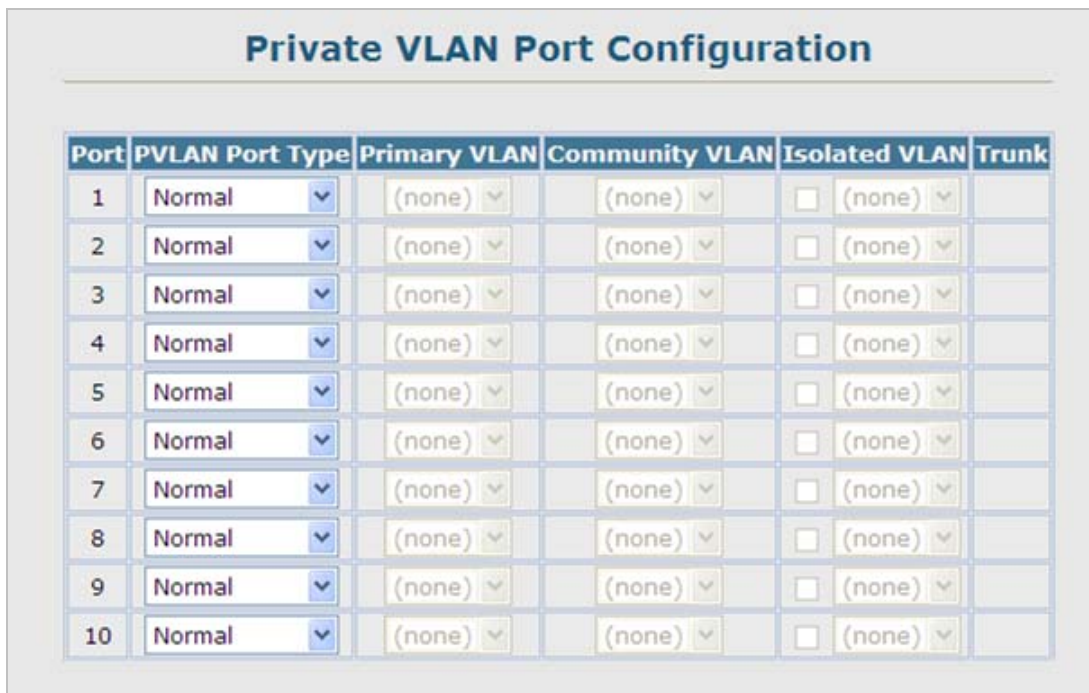 Private VLAN Port Configuration
Port PVLAN Port Type Primary VLAN Community VLAN Isolated VLAN Trunk
1 Normal (none) (none) (none)
2 Normal (none) (none) (none)
3 Normal (none) (none) (none)
4 Normal (none) (none) (none)
5 Normal (none) (none) (none)
6 Normal (none) (none) (none)
7 Normal (none) (none) (none)
8 Normal (none) (none) (none)
9 Normal (none) (none) (none)
10 Normal (none) (none) (none)